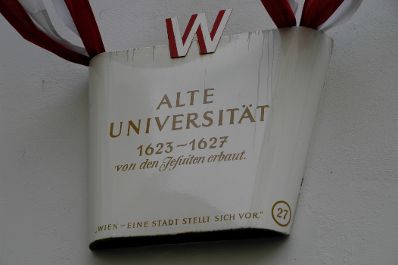 W
ALTE
UNIVERSITÄT
1623-1627
von den Jesuiten erbaut.
„WIEN - EINE STADT STELLT SICH VOR." 27